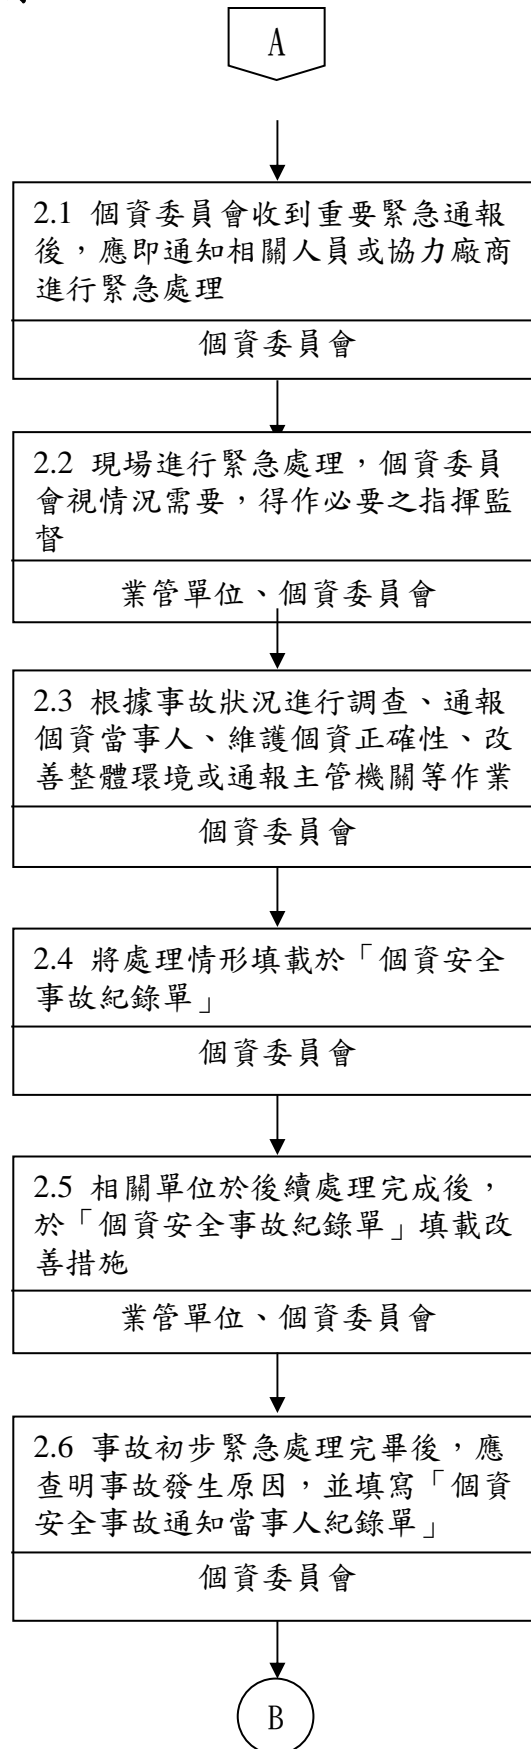 A
2.1 個資委員會收到重要緊急通報
後，應即通知相關人員或協力廠商
進行緊急處理
個資委員會
2.2 現場進行緊急處理，個資委員
會視情況需要，得作必要之指揮監
督
業管單位、個資委員會
2.3 根據事故狀況進行調查、通報
個資當事人、維護個資正確性、改
善整體環境或通報主管機關等作業
個資委員會
2.4 將處理情形填載於「個資安全
事故紀錄單」
個資委員會
2.5 相關單位於後續處理完成後，
於「個資安全事故紀錄單」填載改
善措施
業管單位、個資委員會
2.6 事故初步緊急處理完畢後，應
查明事故發生原因，並填寫「個資
安全事故通知當事人紀錄單」
個資委員會
B